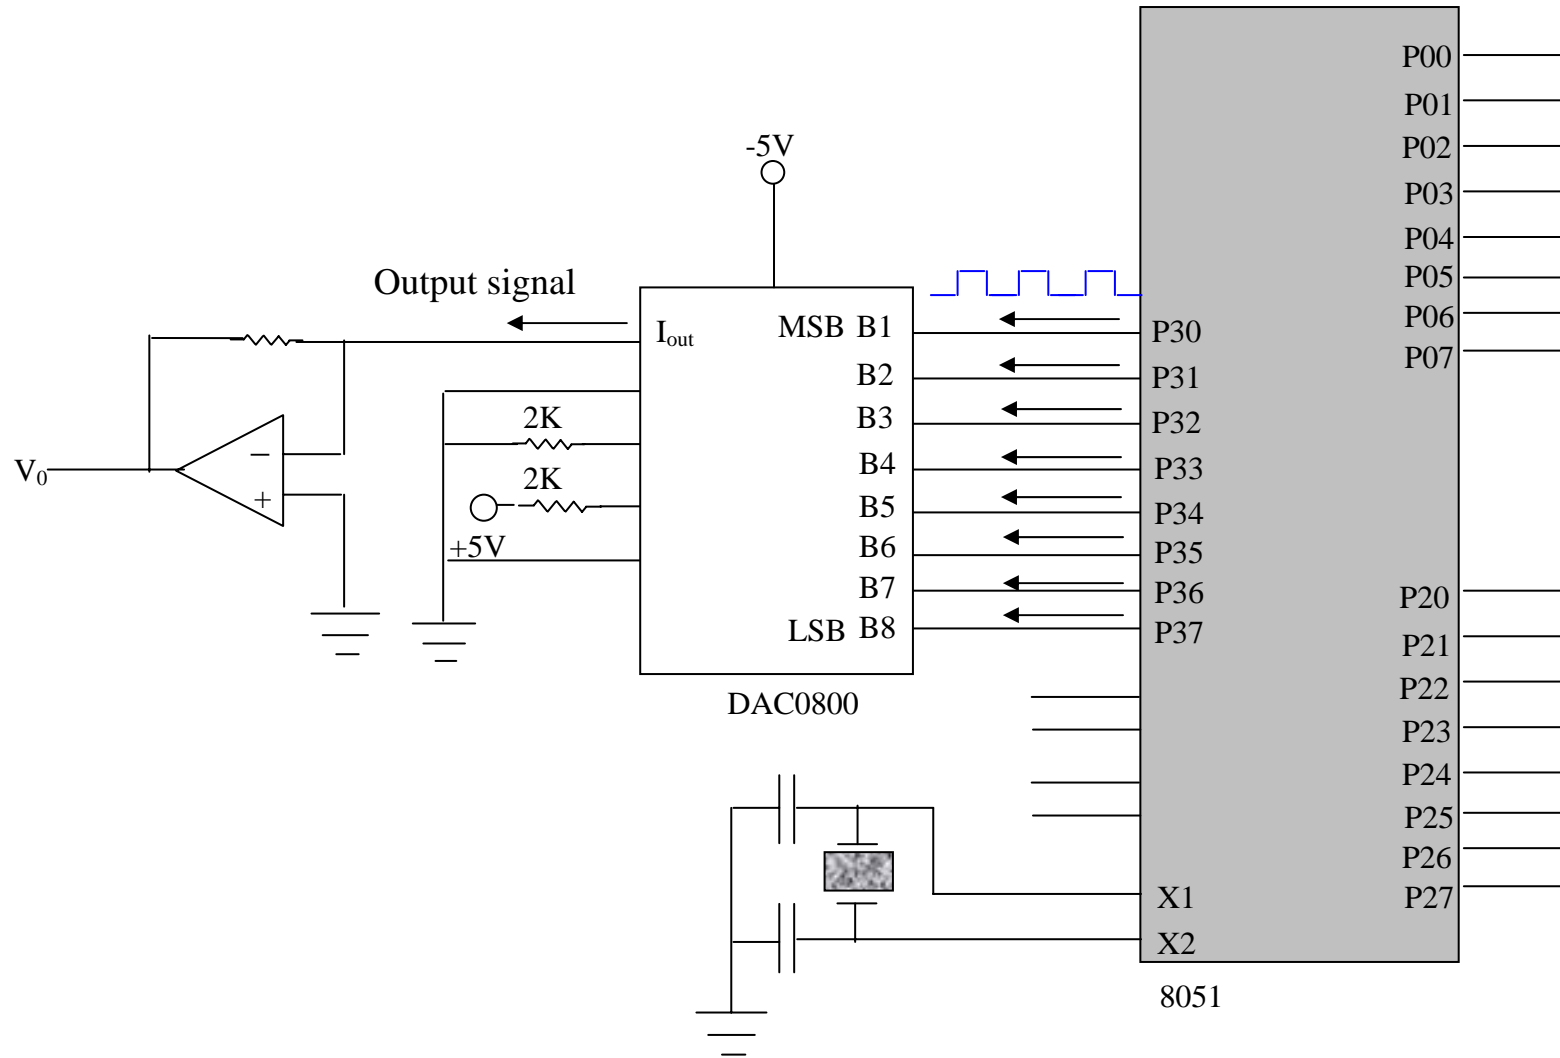 -5V
Output signal
I_out
MSB B1
B2
B3
B4
B5
B6
B7
LSB B8
DAC0800
2K
2K
+5V
−
+
V_0
P00
P01
P02
P03
P04
P05
P06
P07
P30
P31
P32
P33
P34
P35
P36
P37
P20
P21
P22
P23
P24
P25
P26
P27
X1
X2
8051